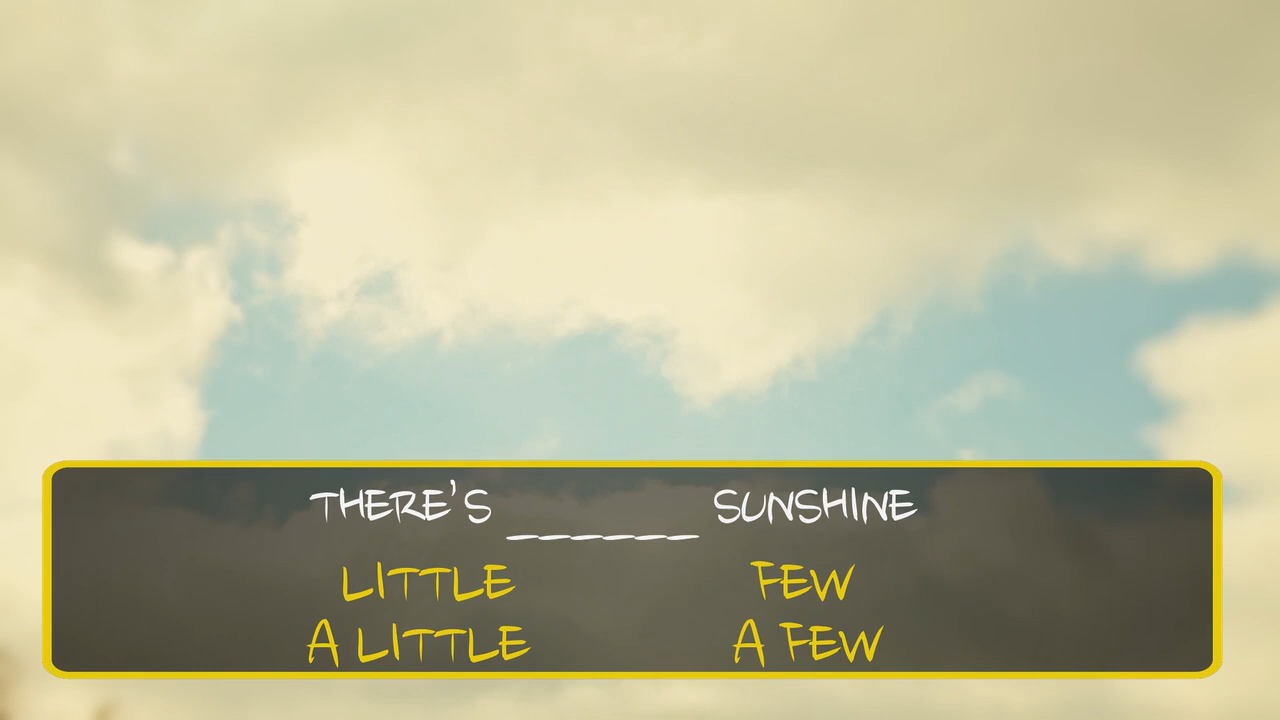 THERE'S ______ SUNSHINE
LITTLE FEW
A LITTLE A FEW